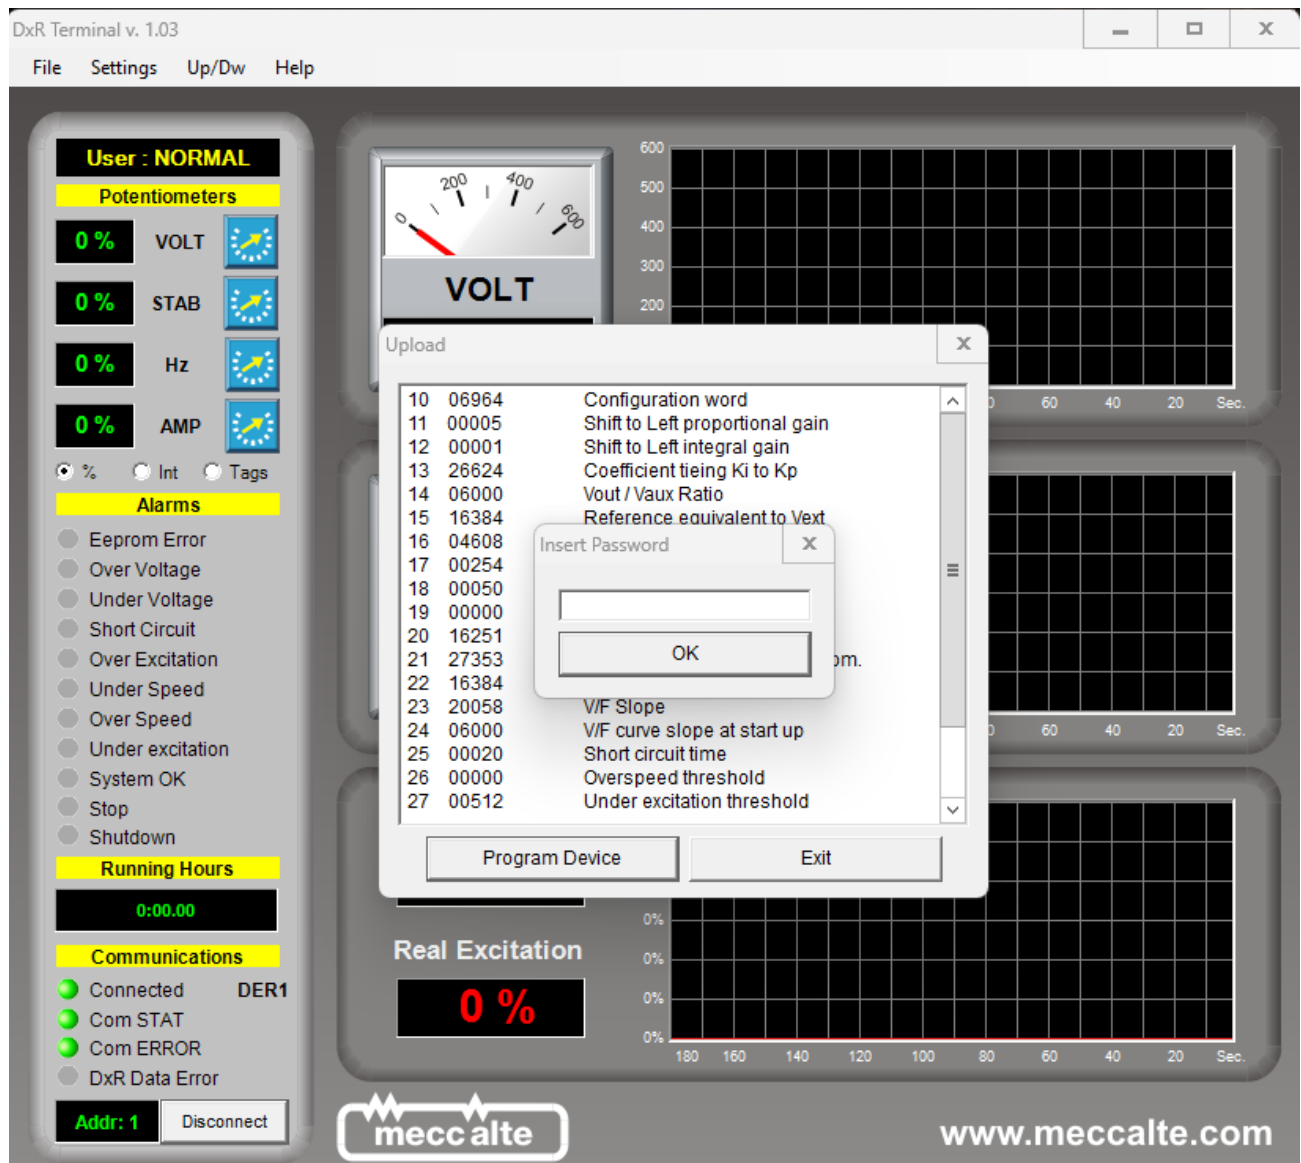 DxR Terminal v. 1.03
File Settings Up/Dw Help
User : NORMAL
Potentiometers
0 % VOLT
0 % STAB
0 % Hz
0 % AMP
% Int Tags
Alarms
Eeprom Error
Over Voltage
Under Voltage
Short Circuit
Over Excitation
Under Speed
Over Speed
Under excitation
System OK
Stop
Shutdown
Running Hours
0:00.00
Communications
Connected DER1
Com STAT
Com ERROR
DxR Data Error
Addr: 1 Disconnect
0 200 400 600
VOLT
600
500
400
300
200
60 40 20 Sec.
Upload X
10 06964 Configuration word
11 00005 Shift to Left proportional gain
12 00001 Shift to Left integral gain
13 26624 Coefficient tieing Ki to Kp
14 06000 Vout / Vaux Ratio
15 16384 Reference equivalent to Vext
16 04608
17 00254
18 00050
19 00000
20 16251
21 27353 om.
22 16384
23 20058 V/F Slope
24 06000 V/F curve slope at start up
25 00020 Short circuit time
26 00000 Overspeed threshold
27 00512 Under excitation threshold
Insert Password X
OK
Program Device Exit
60 40 20 Sec.
Real Excitation
0 %
0%
0%
0%
0%
180 160 140 120 100 80 60 40 20 Sec.
mecc alte
www.meccalte.com